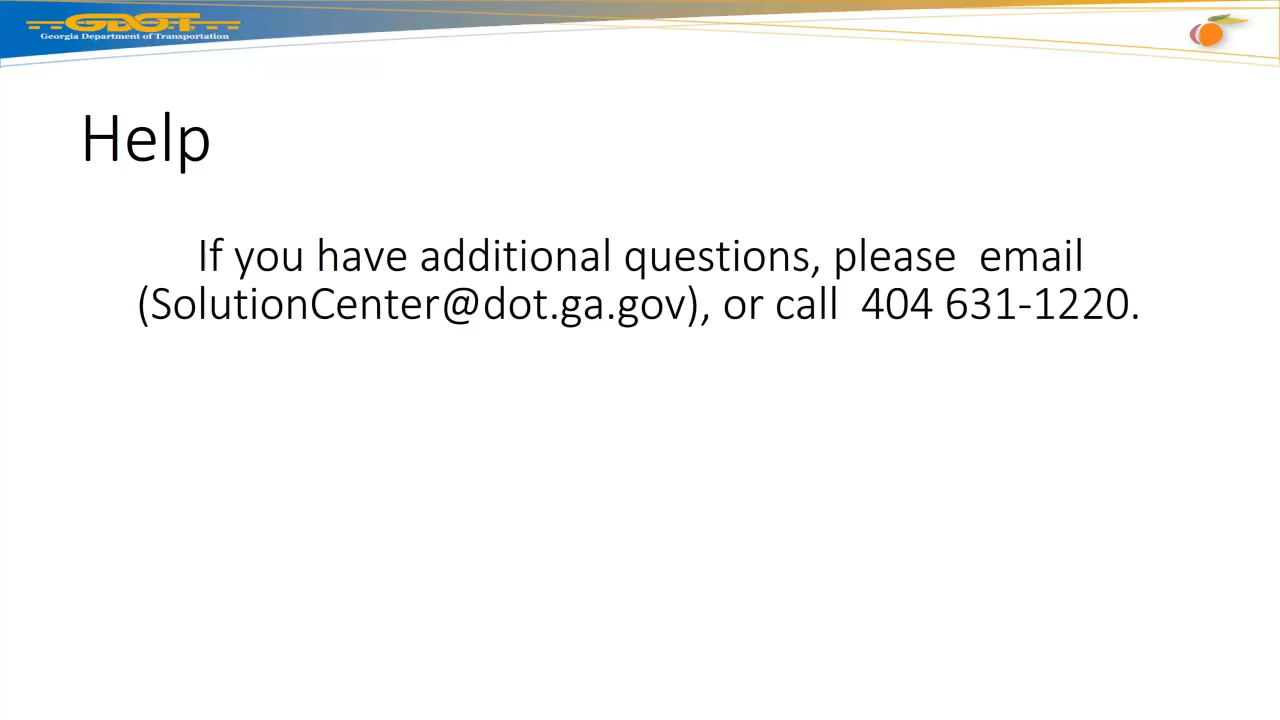 GDOT
Georgia Department of Transportation
Help
If you have additional questions, please  email
(SolutionCenter@dot.ga.gov), or call  404 631-1220.